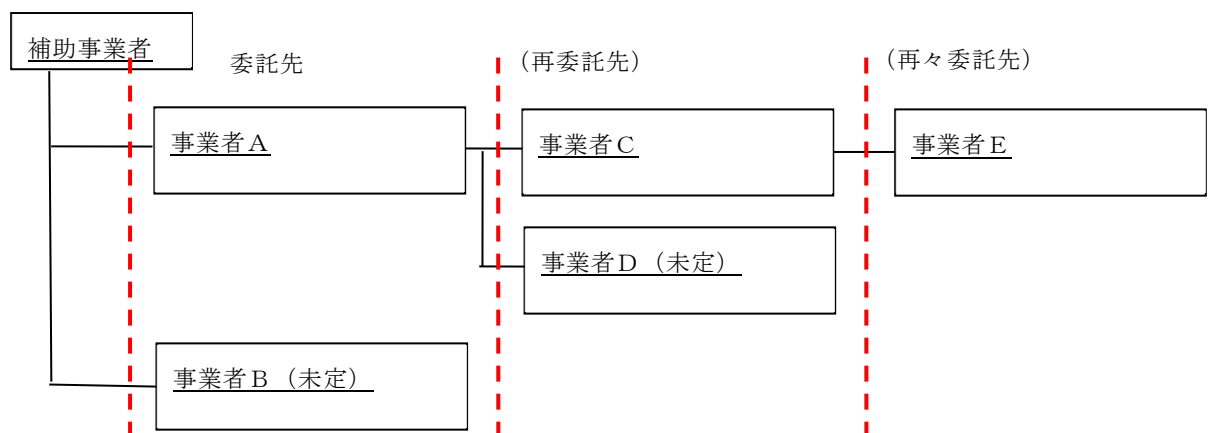 補助事業者
委託先
（再委託先）
（再々委託先）
事業者Ａ
事業者Ｃ
事業者Ｅ
事業者Ｄ（未定）
事業者Ｂ（未定）